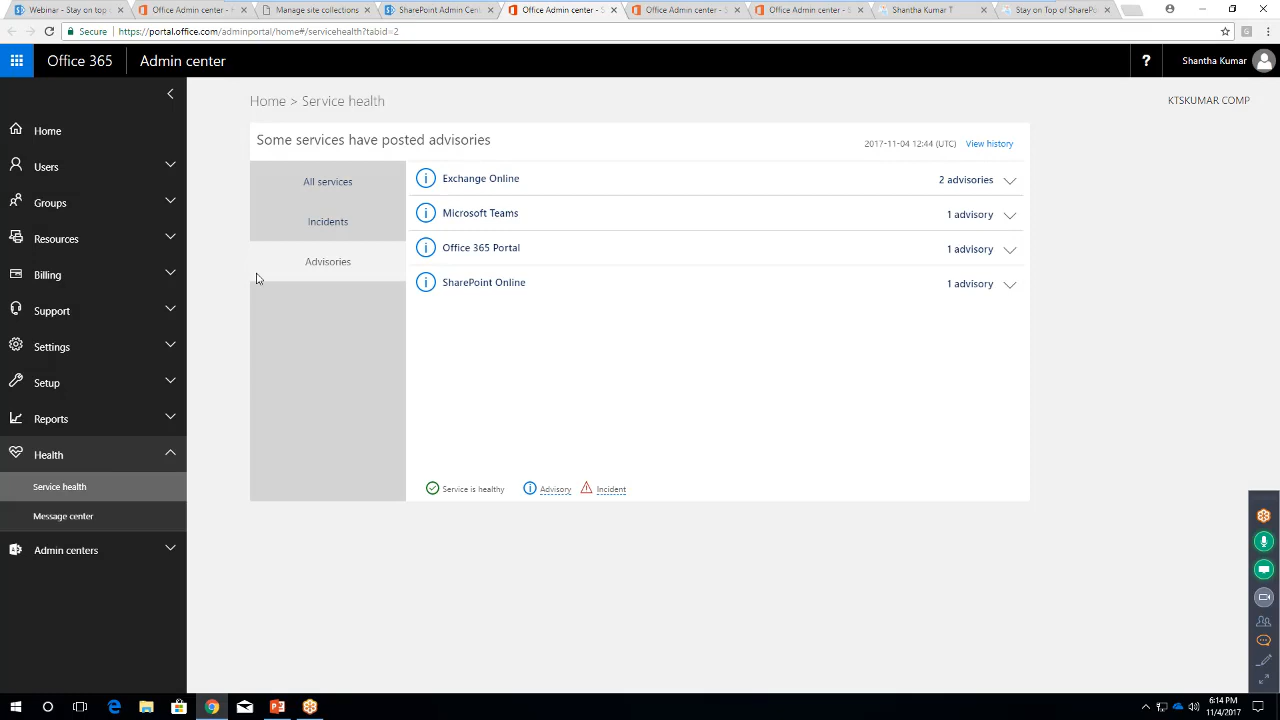 Webinar - Stay on top
Office Admin center - H
Manage site collections
SharePoint Admin Cent
Office Admin center - S
Office Admin center - S
Office Admin center - S
Shantha Kumar T
Stay on Top of SharePo
Secure
https://portal.office.com/adminportal/home#/servicehealth?tabid=2
Office 365
Admin center
?
Shantha Kumar
Home > Service health
KTSKUMAR COMP
Home
Users
Groups
Resources
Billing
Support
Settings
Setup
Reports
Health
Service health
Message center
Admin centers
Some services have posted advisories
2017-11-04 12:44 (UTC)
View history
All services
Incidents
Advisories
Exchange Online
2 advisories
Microsoft Teams
1 advisory
Office 365 Portal
1 advisory
SharePoint Online
1 advisory
Service is healthy
Advisory
Incident
6:14 PM
11/4/2017